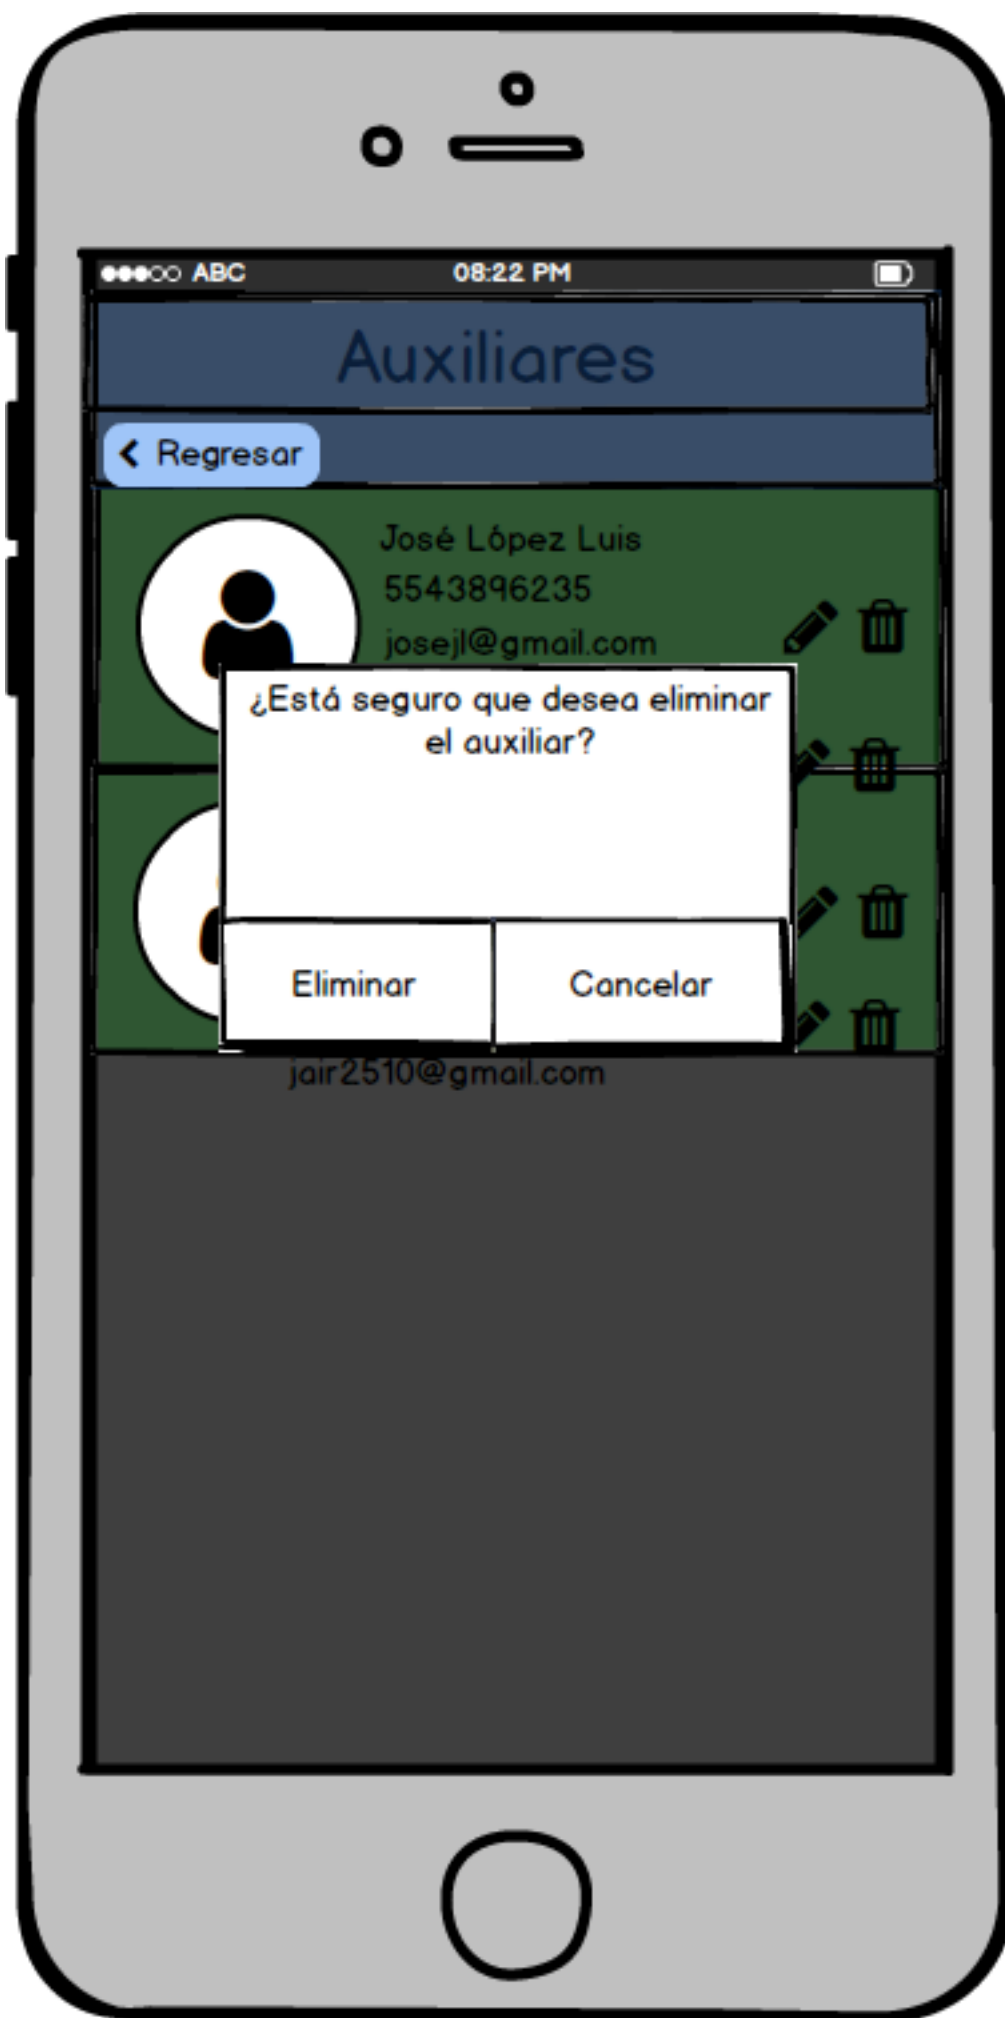 ABC
08:22 PM
Auxiliares
Regresar
José López Luis
5543896235
josejl@gmail.com
¿Está seguro que desea eliminar
el auxiliar?
Eliminar
Cancelar
jair2510@gmail.com